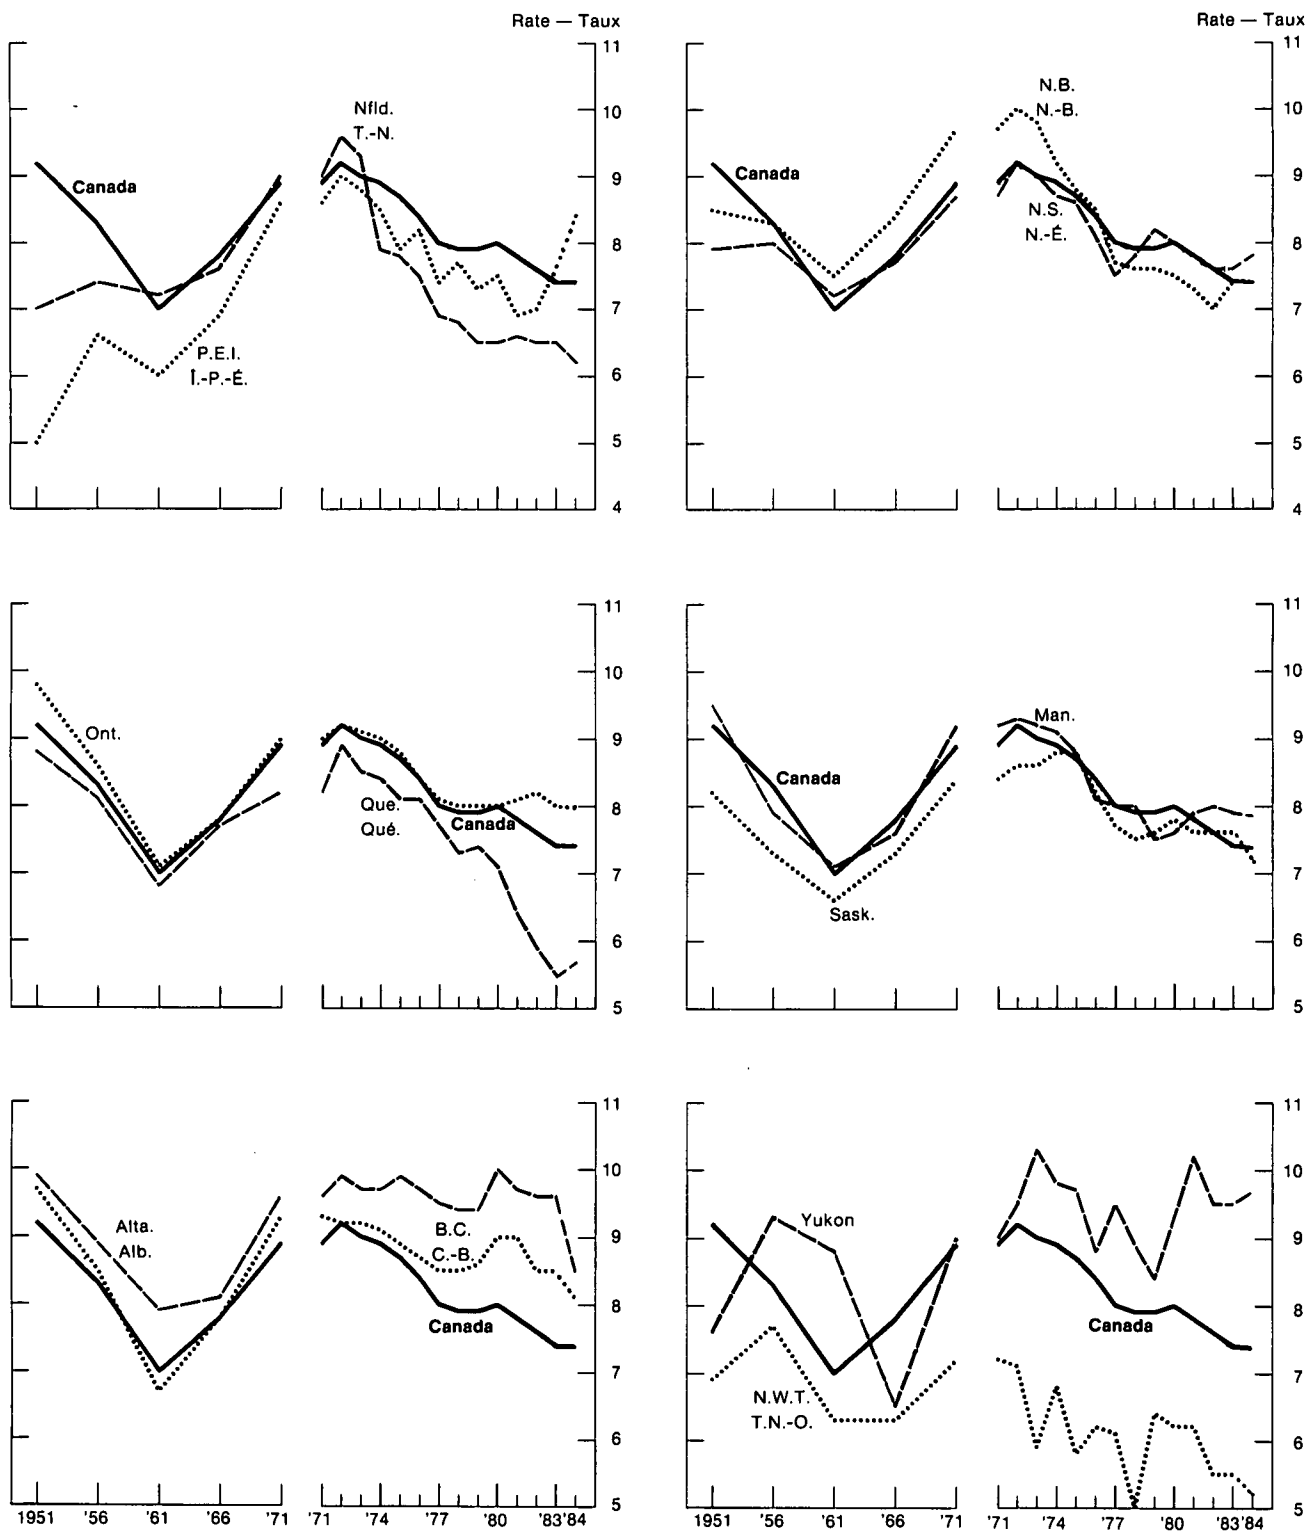 Rate — Taux
11
10
9
8
7
6
5
4
Nfld.
T.-N.
Canada
P.E.I.
Î.-P.-É.
Rate — Taux
11
10
9
8
7
6
5
4
N.B.
N.-B.
Canada
N.S.
N.-É.
11
10
9
8
7
6
5
Ont.
Que.
Qué.
Canada
11
10
9
8
7
6
5
Man.
Canada
Sask.
11
10
9
8
7
6
5
Alta.
Alb.
B.C.
C.-B.
Canada
1951 '56 '61 '66 '71 '71 '74 '77 '80 '83 '84
11
10
9
8
7
6
5
Yukon
Canada
N.W.T.
T.N.-O.
1951 '56 '61 '66 '71 '71 '74 '77 '80 '83 '84